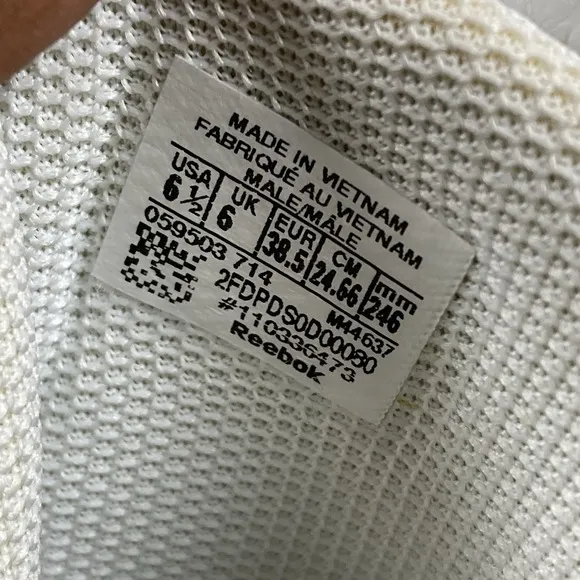 MADE IN VIETNAM
FABRIQUÉ AU VIETNAM
MALE/MÂLE
USA UK EUR CM mm
6 ½ 6 38.5 24.66 246
059503 714 M44637
2FDPDS0D00080
#110336473
Reebok